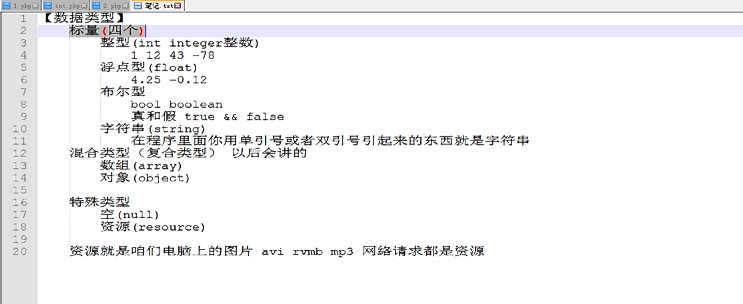 1.php
int.php
2.php
笔记.txt
1 【数据类型】
2 标量(四个)
3 整型(int integer整数)
4 1 12 43 -78
5 浮点型(float)
6 4.25 -0.12
7 布尔型
8 bool boolean
9 真和假 true && false
10 字符串(string)
11 在程序里面你用单引号或者双引号引起来的东西就是字符串
12 混合类型（复合类型） 以后会讲的
13 数组(array)
14 对象(object)
15
16 特殊类型
17 空(null)
18 资源(resource)
19
20 资源就是咱们电脑上的图片 avi rvmb mp3 网络请求都是资源